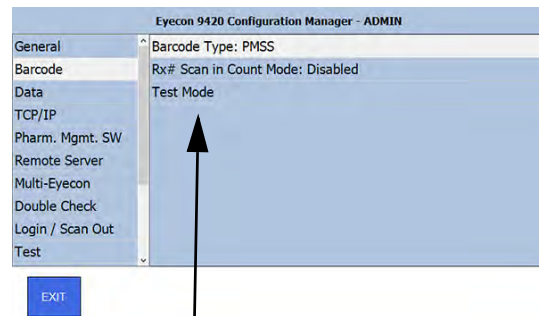 Eyecon 9420 Configuration Manager - ADMIN
General
Barcode
Data
TCP/IP
Pharm. Mgmt. SW
Remote Server
Multi-Eyecon
Double Check
Login / Scan Out
Test
Barcode Type: PMSS
Rx# Scan in Count Mode: Disabled
Test Mode
EXIT